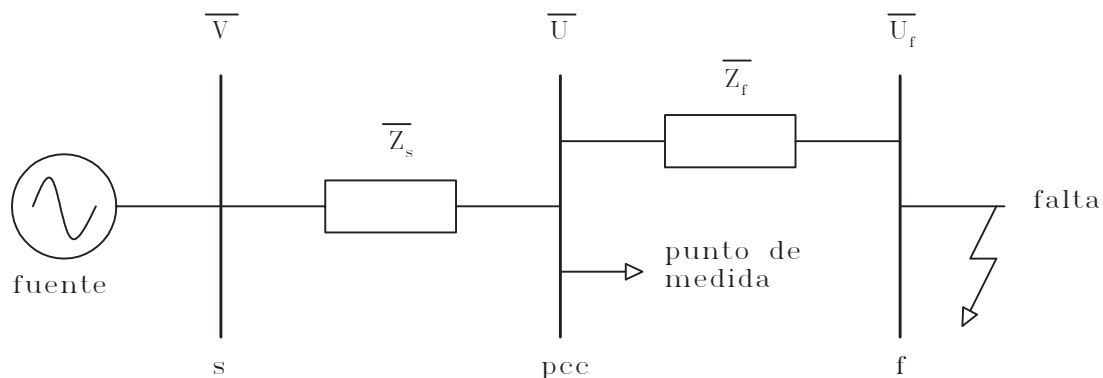 V
U
U_f
Z_f
Z_s
falta
punto de
medida
fuente
s
pcc
f